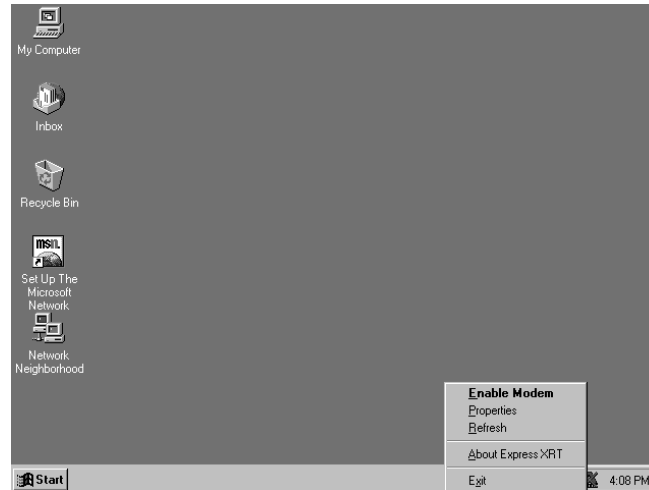 My Computer
Inbox
Recycle Bin
msn.
Set Up The
Microsoft
Network
Network
Neighborhood
Enable Modem
Properties
Refresh
About Express XRT
Exit
Start
4:08 PM